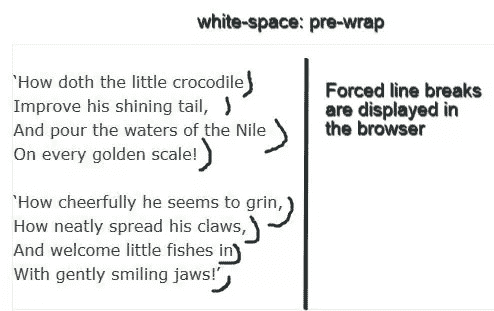 white-space: pre-wrap
‘How doth the little crocodile
Improve his shining tail,
And pour the waters of the Nile
On every golden scale!
‘How cheerfully he seems to grin,
How neatly spread his claws,
And welcome little fishes in
With gently smiling jaws!’
Forced line breaks
are displayed in
the browser